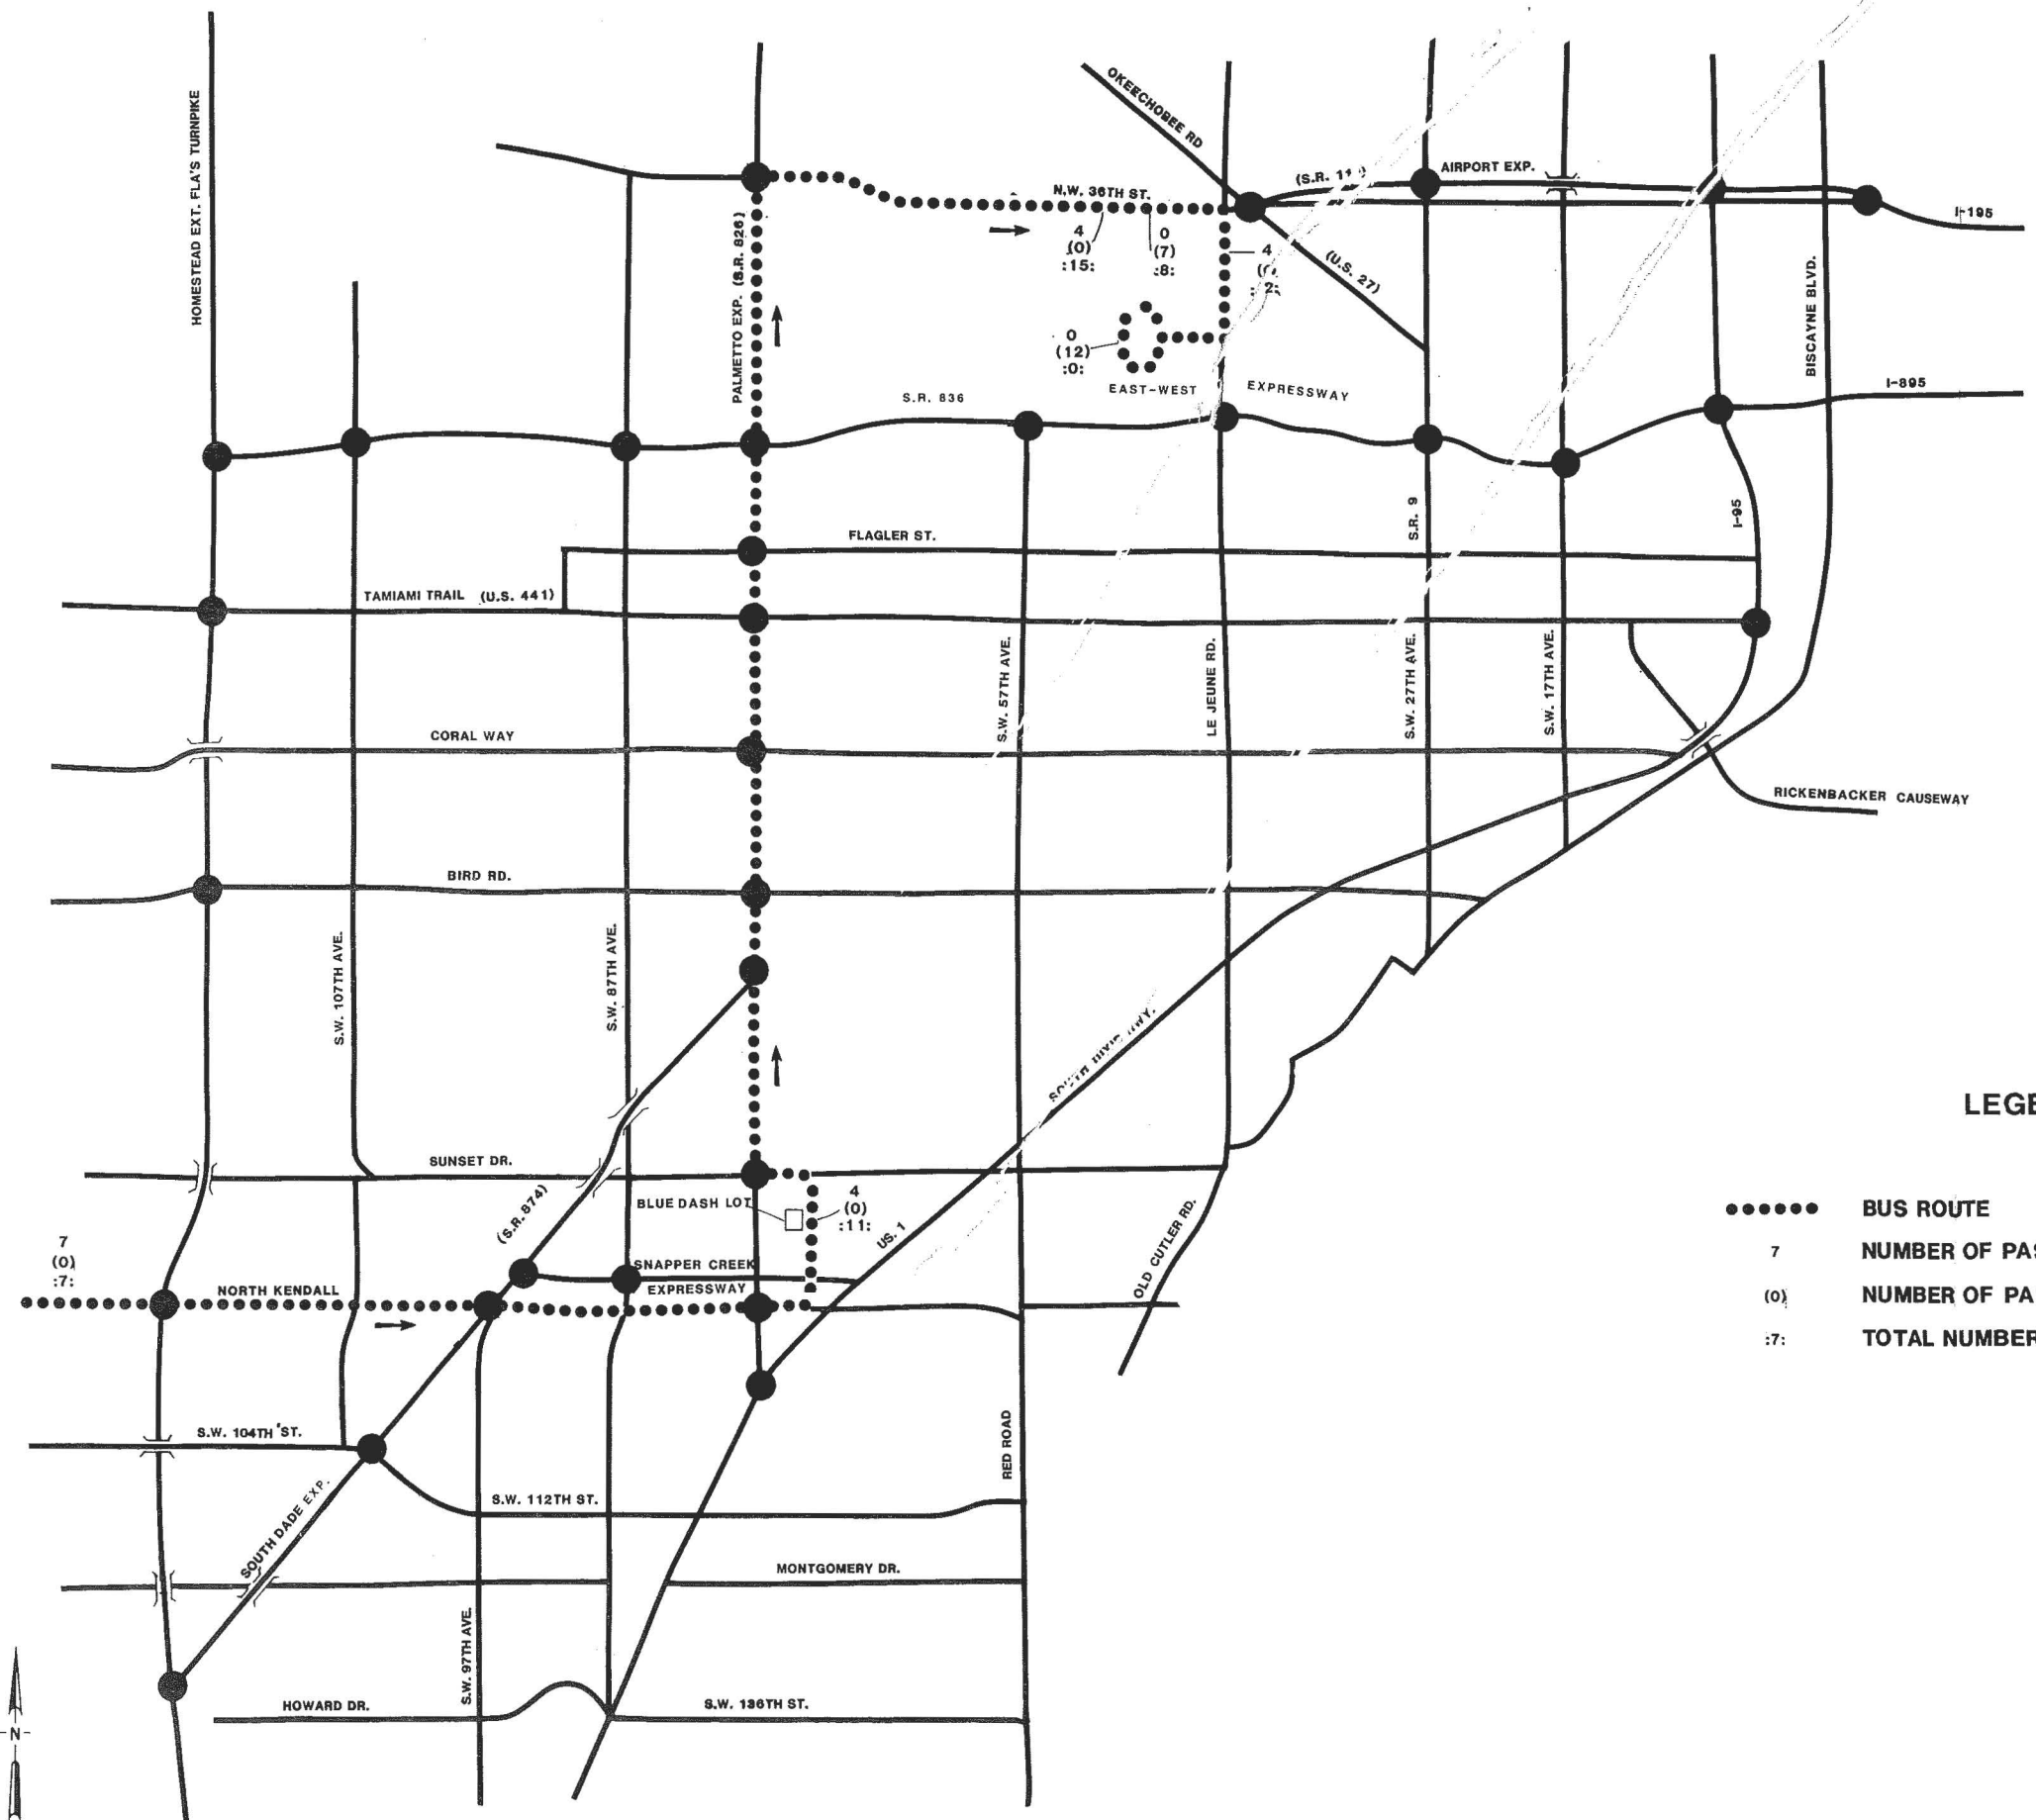 OKEECHOBEE RD
HOMESTEAD EXT. FLA'S TURNPIKE
PALMETTO EXP. (S.R. 826)
N.W. 36TH ST.
(S.R. 11
AIRPORT EXP.
I-195
4
(0)
:15:
0
(7)
:8:
4
(U.S. 27)
BISCAYNE BLVD.
0
(12)
:0:
EAST-WEST EXPRESSWAY
S.R. 836
I-895
S.R. 9
I-95
FLAGLER ST.
TAMIAMI TRAIL (U.S. 441)
S.W. 57TH AVE.
LE JEUNE RD.
S.W. 27TH AVE.
S.W. 17TH AVE.
CORAL WAY
RICKENBACKER CAUSEWAY
BIRD RD.
S.W. 107TH AVE.
S.W. 87TH AVE.
SUNSET DR.
(S.R. 874)
BLUE DASH LOT
4
(0)
:11:
US. 1
OLD CUTLER RD.
7
(0)
:7:
NORTH KENDALL
SNAPPER CREEK
EXPRESSWAY
S.W. 104TH ST.
SOUTH DADE EXP.
RED ROAD
S.W. 112TH ST.
MONTGOMERY DR.
S.W. 97TH AVE.
HOWARD DR.
S.W. 136TH ST.
N
LEGE
BUS ROUTE
7 NUMBER OF PAS
(0) NUMBER OF PA
:7: TOTAL NUMBER